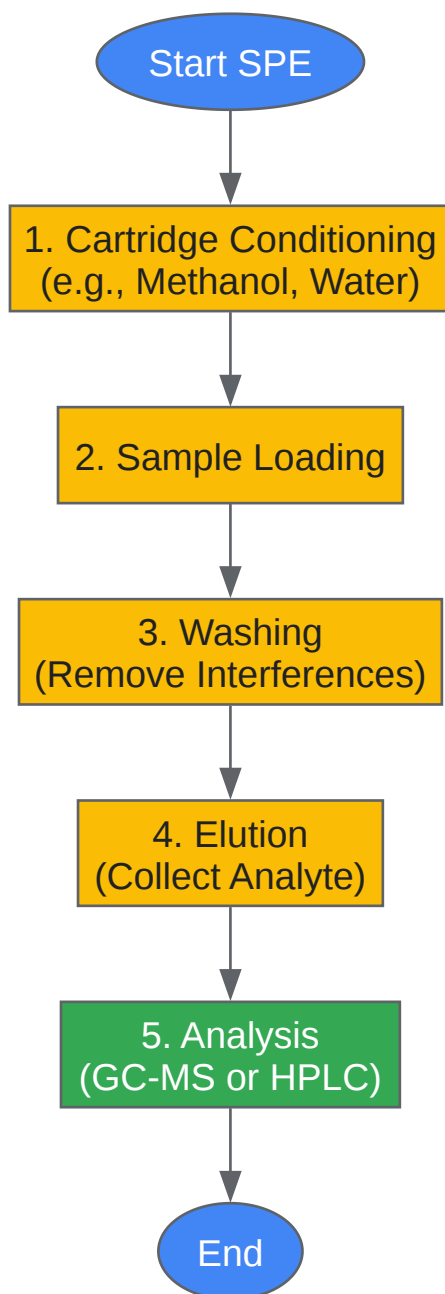 Start SPE
1. Cartridge Conditioning
(e.g., Methanol, Water)
2. Sample Loading
3. Washing
(Remove Interferences)
4. Elution
(Collect Analyte)
5. Analysis
(GC-MS or HPLC)
End